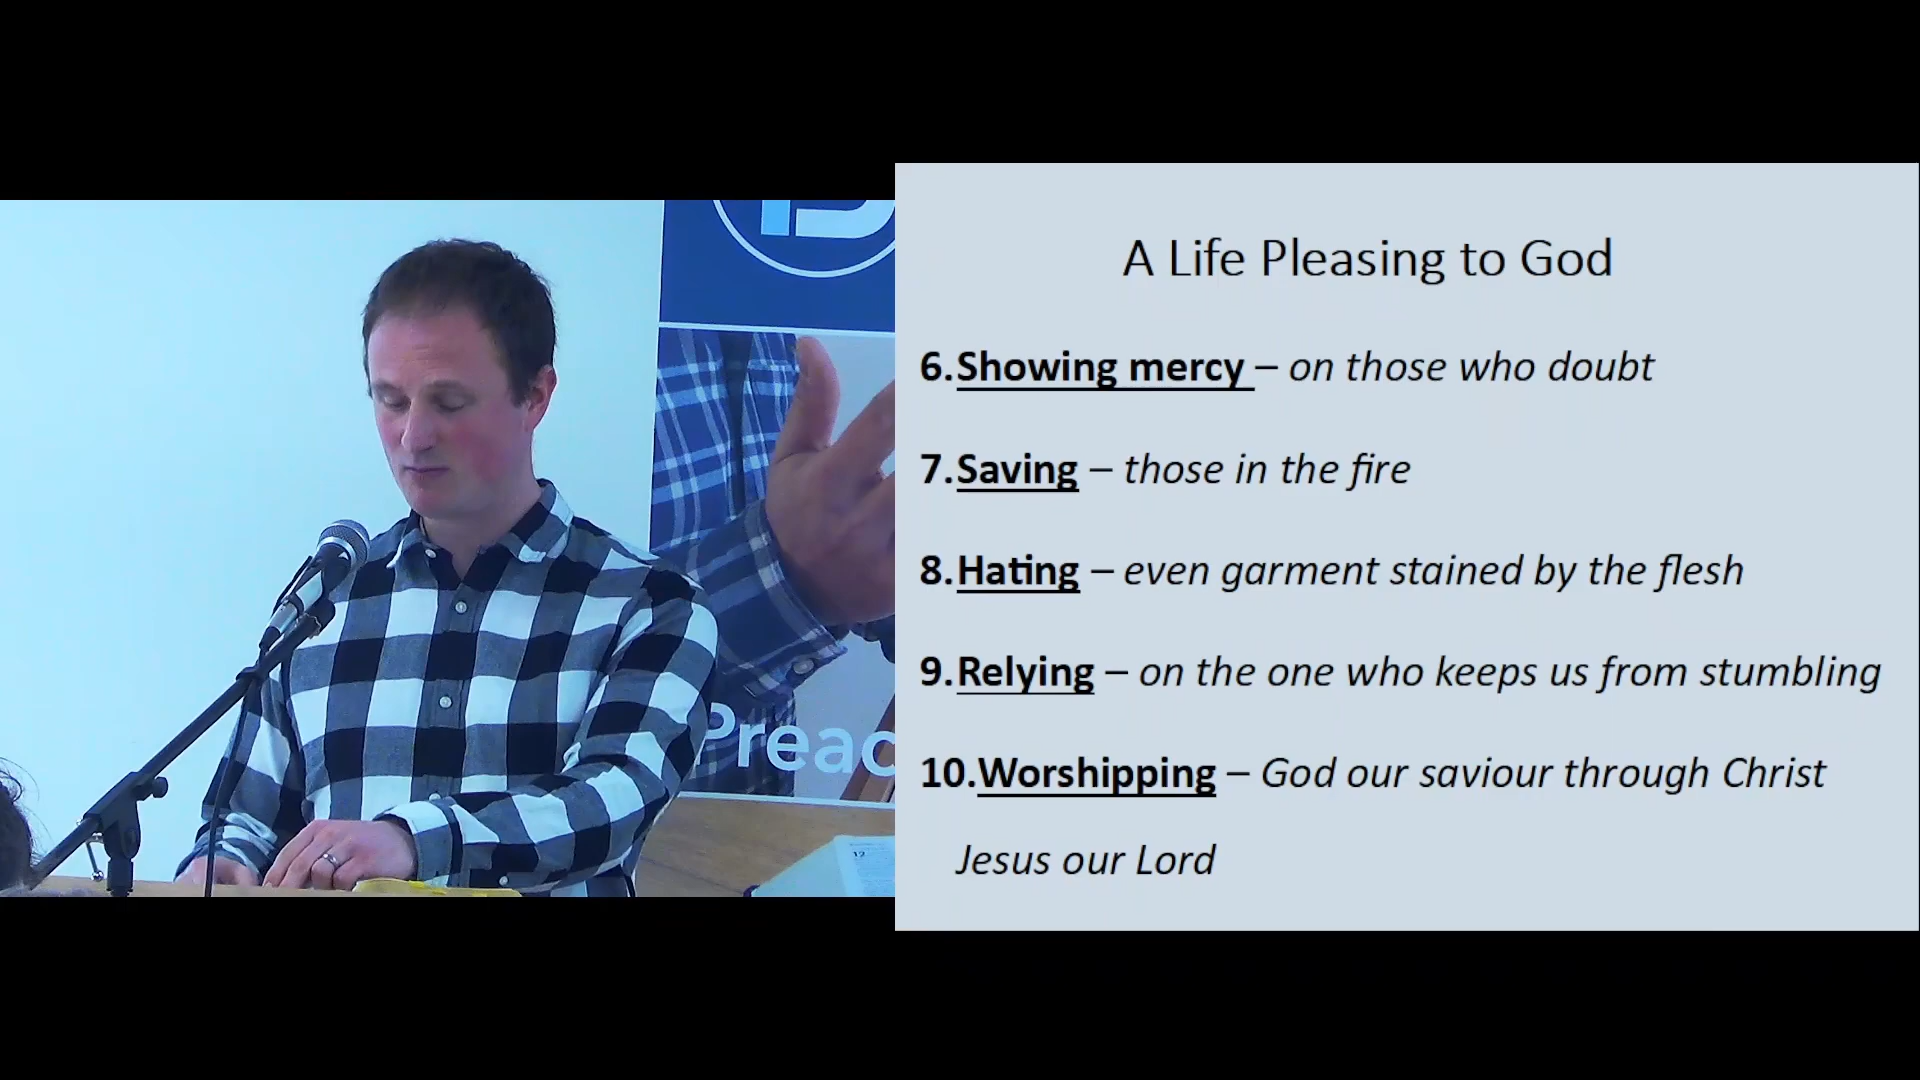 A Life Pleasing to God
6.Showing mercy – on those who doubt
7.Saving – those in the fire
8.Hating – even garment stained by the flesh
9.Relying – on the one who keeps us from stumbling
10.Worshipping – God our saviour through Christ
Jesus our Lord
Preac
12